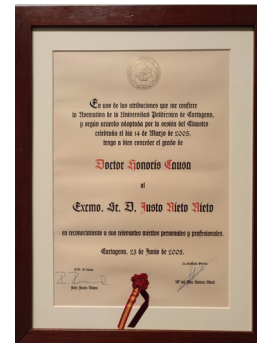 En uso de las atribuciones que me confiere
la Normativa de la Universidad Politécnica de Cartagena,
y según acuerdo adoptado por la sesión del Claustro
celebrada el día 14 de Marzo de 2005,
tengo a bien conceder el grado de
Doctor Honoris Causa
al
Excmo. Sr. D. Justo Nieto Nieto
en reconocimiento a sus relevantes méritos personales y profesionales.
Cartagena, 23 de Junio de 2005.